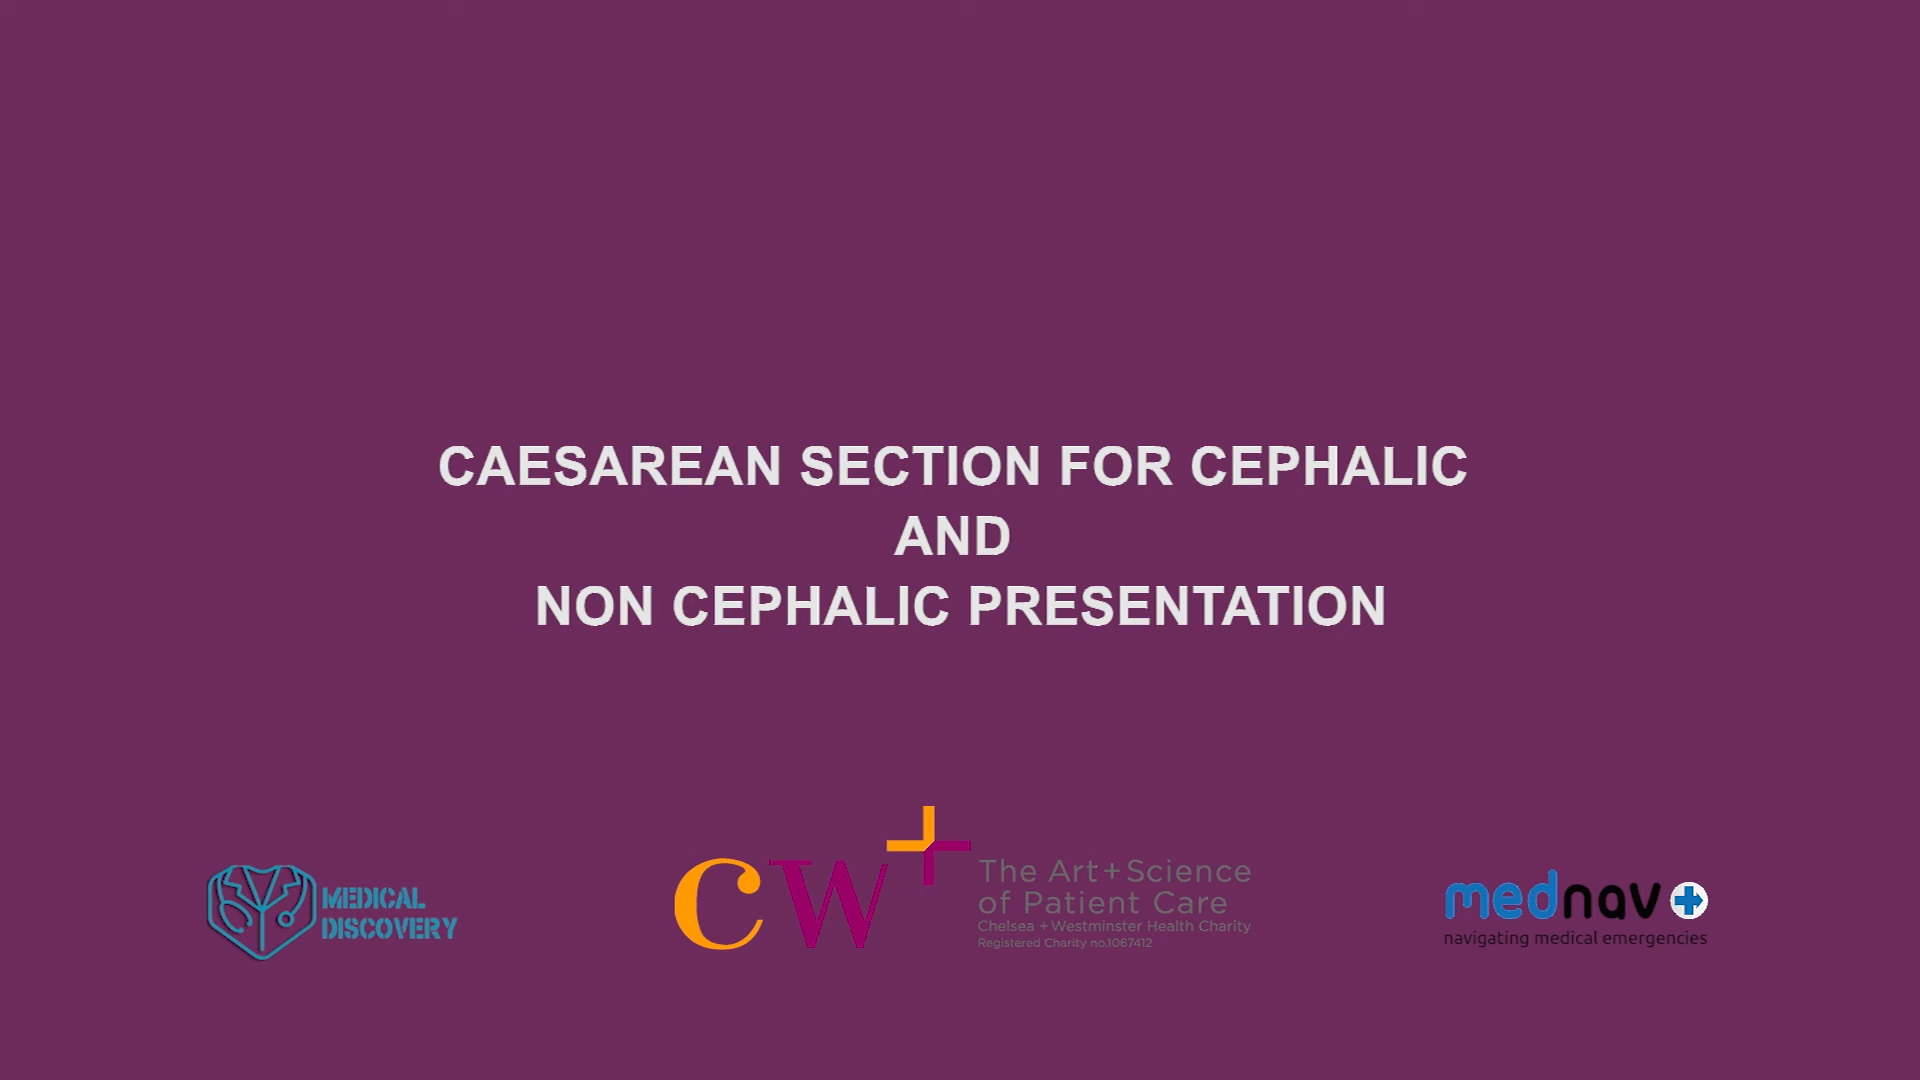 CAESAREAN SECTION FOR CEPHALIC
AND
NON CEPHALIC PRESENTATION
MEDICAL
DISCOVERY
cw+
The Art+Science
of Patient Care
Chelsea + Westminster Health Charity
Registered Charity no.1067412
mednav
navigating medical emergencies